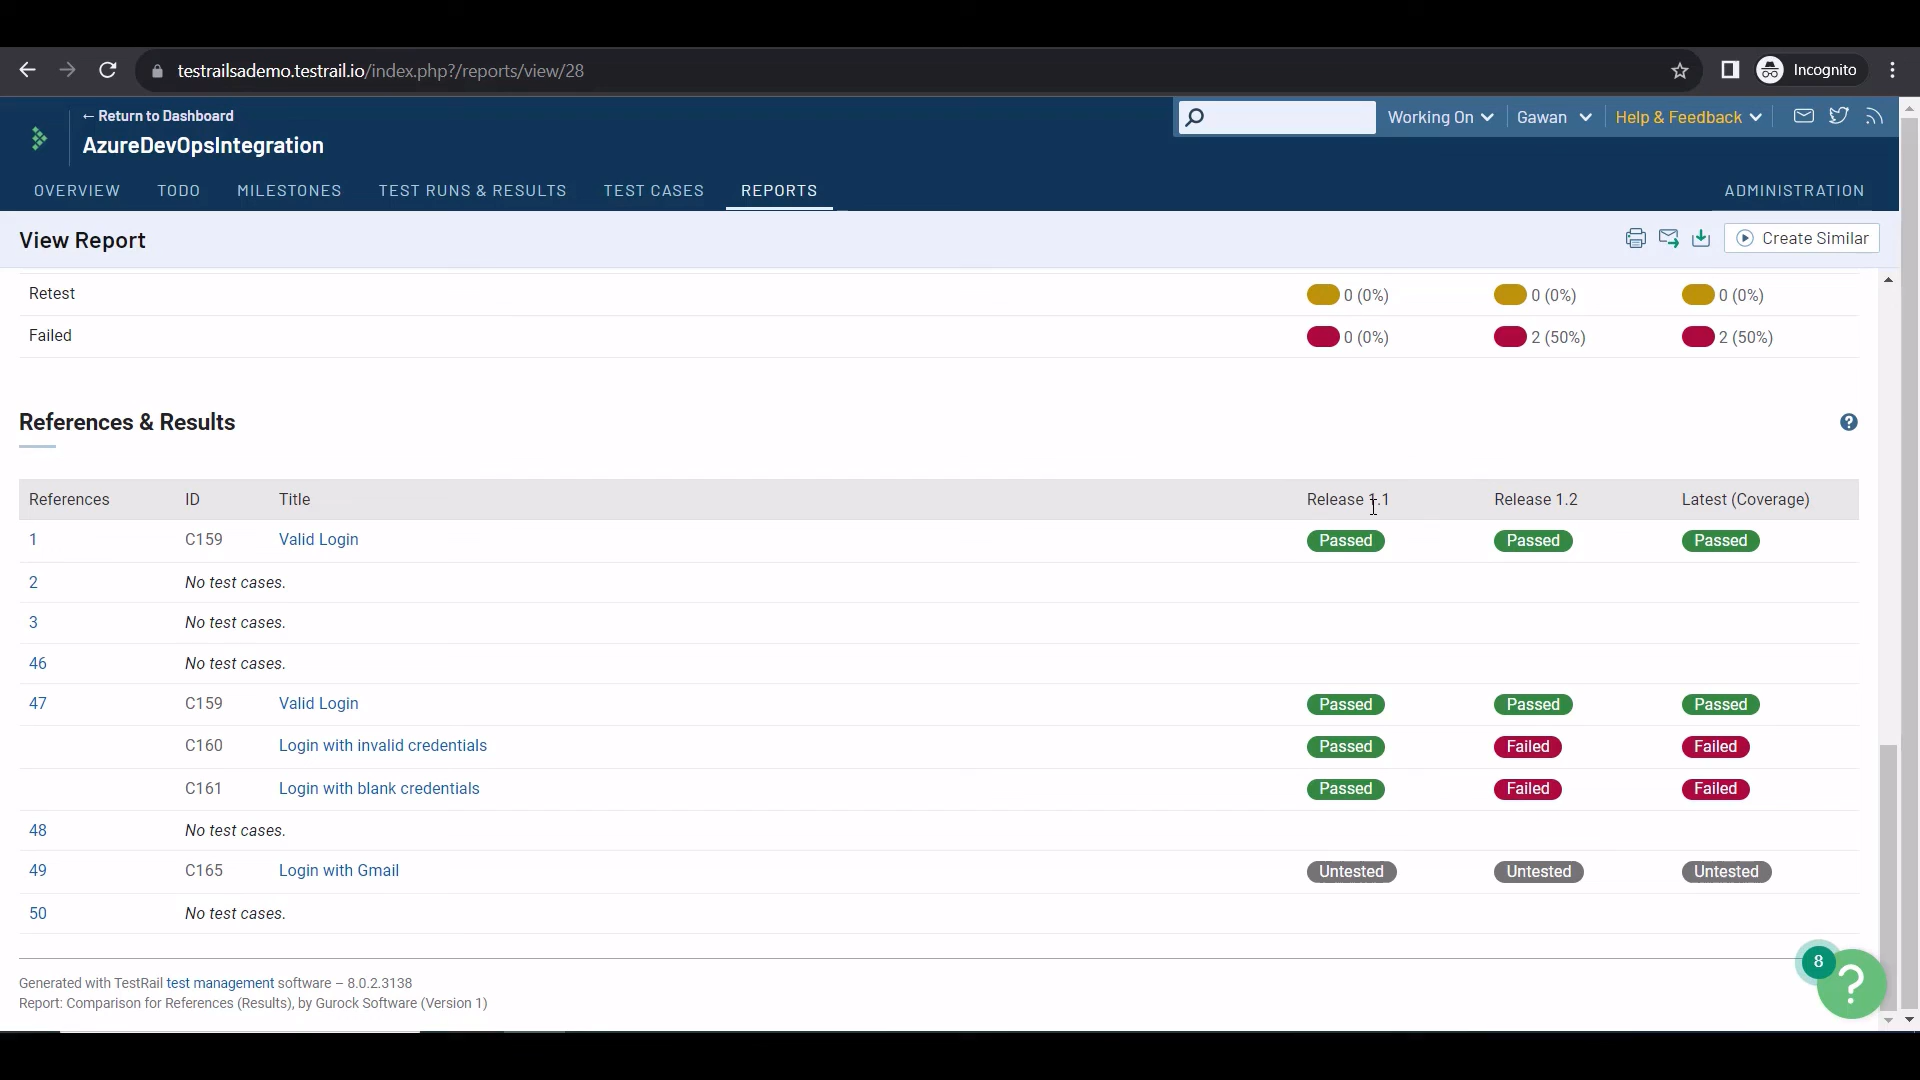 testrailsademo.testrail.io/index.php?/reports/view/28
Incognito
← Return to Dashboard
AzureDevOpsIntegration
Working On
Gawan
Help & Feedback
OVERVIEW TODO MILESTONES TEST RUNS & RESULTS TEST CASES REPORTS ADMINISTRATION
View Report
Create Similar
Retest 0 (0%) 0 (0%) 0 (0%)
Failed 0 (0%) 2 (50%) 2 (50%)
References & Results
?
References ID Title Release 1.1 Release 1.2 Latest (Coverage)
1 C159 Valid Login Passed Passed Passed
2 No test cases.
3 No test cases.
46 No test cases.
47 C159 Valid Login Passed Passed Passed
C160 Login with invalid credentials Passed Failed Failed
C161 Login with blank credentials Passed Failed Failed
48 No test cases.
49 C165 Login with Gmail Untested Untested Untested
50 No test cases.
8
?
Generated with TestRail test management software – 8.0.2.3138
Report: Comparison for References (Results), by Gurock Software (Version 1)